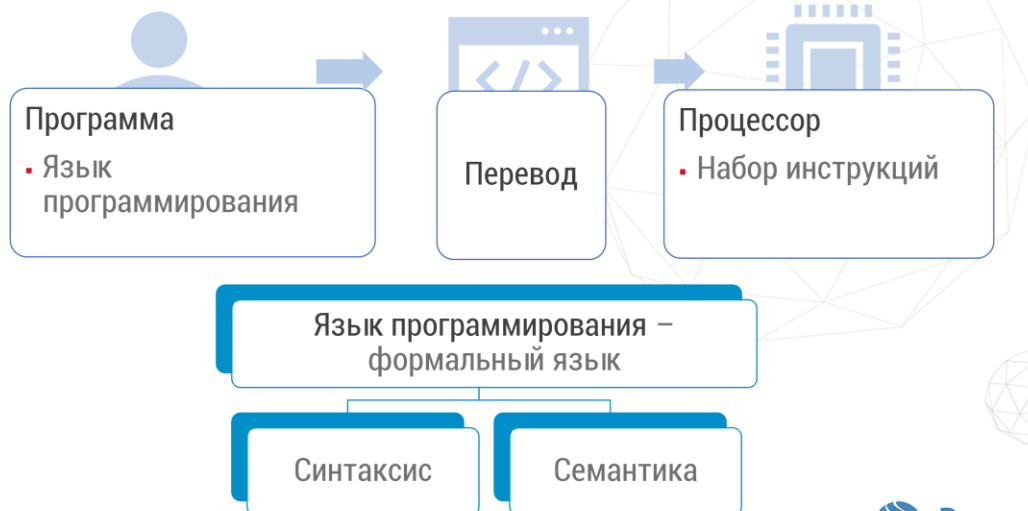 Программа
▪ Язык
программирования
Перевод
Процессор
▪ Набор инструкций
Язык программирования –
формальный язык
Синтаксис
Семантика